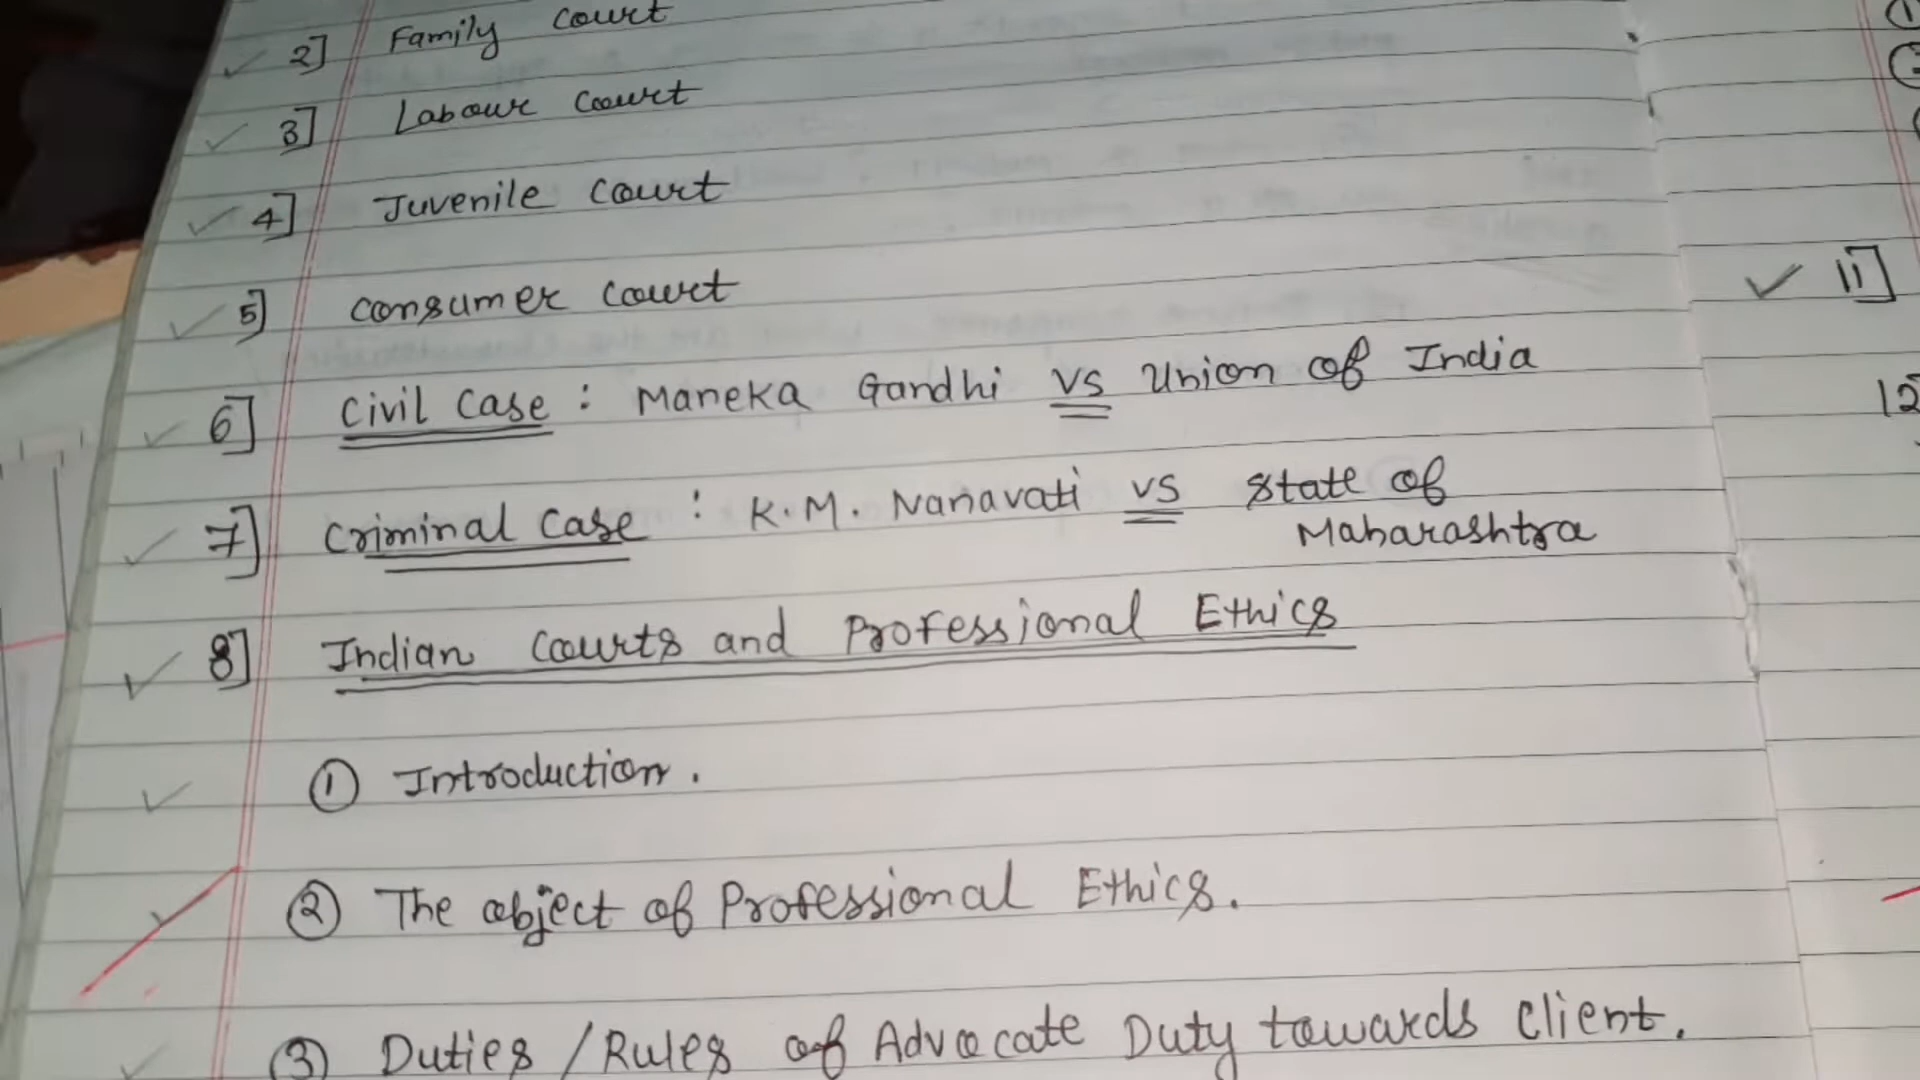 2] Family Court
3] Labour Court
4] Juvenile Court
5] Consumer Court
6] Civil Case : Maneka Gandhi VS Union of India
7] Criminal Case : K.M. Nanavati VS State of
Maharashtra
8] Indian Courts and Professional Ethics
① Introduction.
② The object of Professional Ethics.
③ Duties / Rules of Advocate Duty towards Client.
11]
12